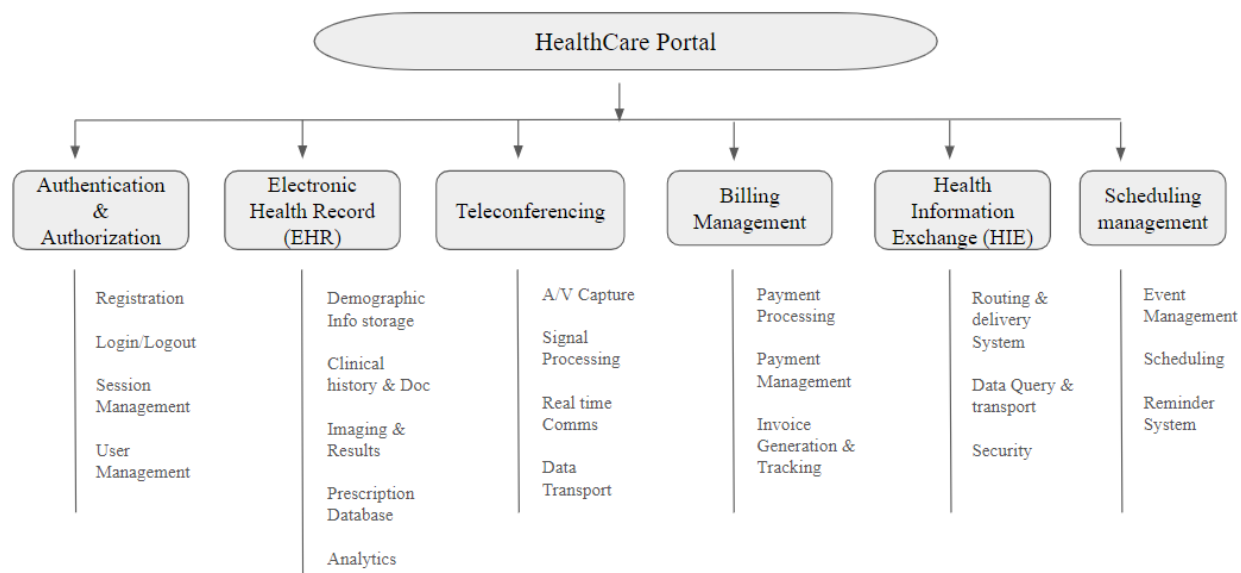 HealthCare Portal
Authentication
&
Authorization
Electronic
Health Record
(EHR)
Teleconferencing
Billing
Management
Health
Information
Exchange (HIE)
Scheduling
management
Registration
Login/Logout
Session
Management
User
Management
Demographic
Info storage
Clinical
history & Doc
Imaging &
Results
Prescription
Database
Analytics
A/V Capture
Signal
Processing
Real time
Comms
Data
Transport
Payment
Processing
Payment
Management
Invoice
Generation &
Tracking
Routing &
delivery
System
Data Query &
transport
Security
Event
Management
Scheduling
Reminder
System